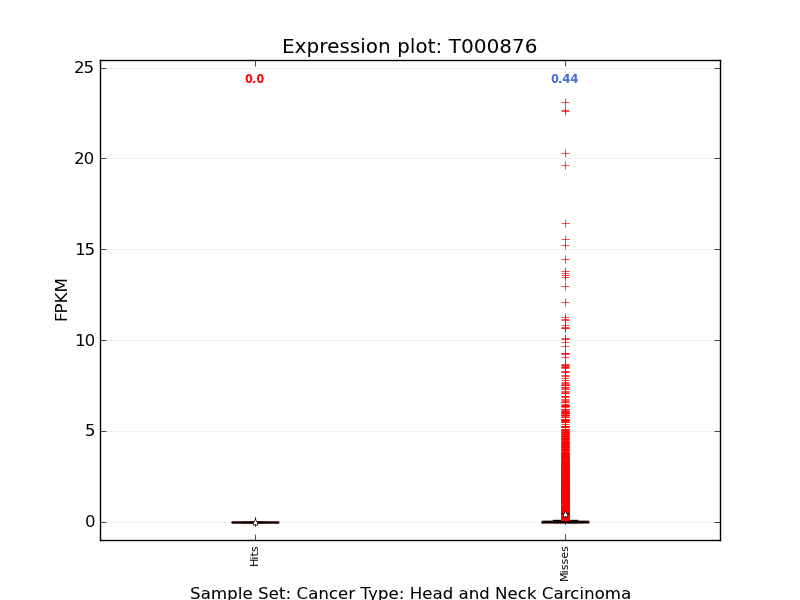 Expression plot: T000876
25
0.0
0.44
20
15
FPKM
10
5
0
Hits
Misses
Sample Set: Cancer Type: Head and Neck Carcinoma